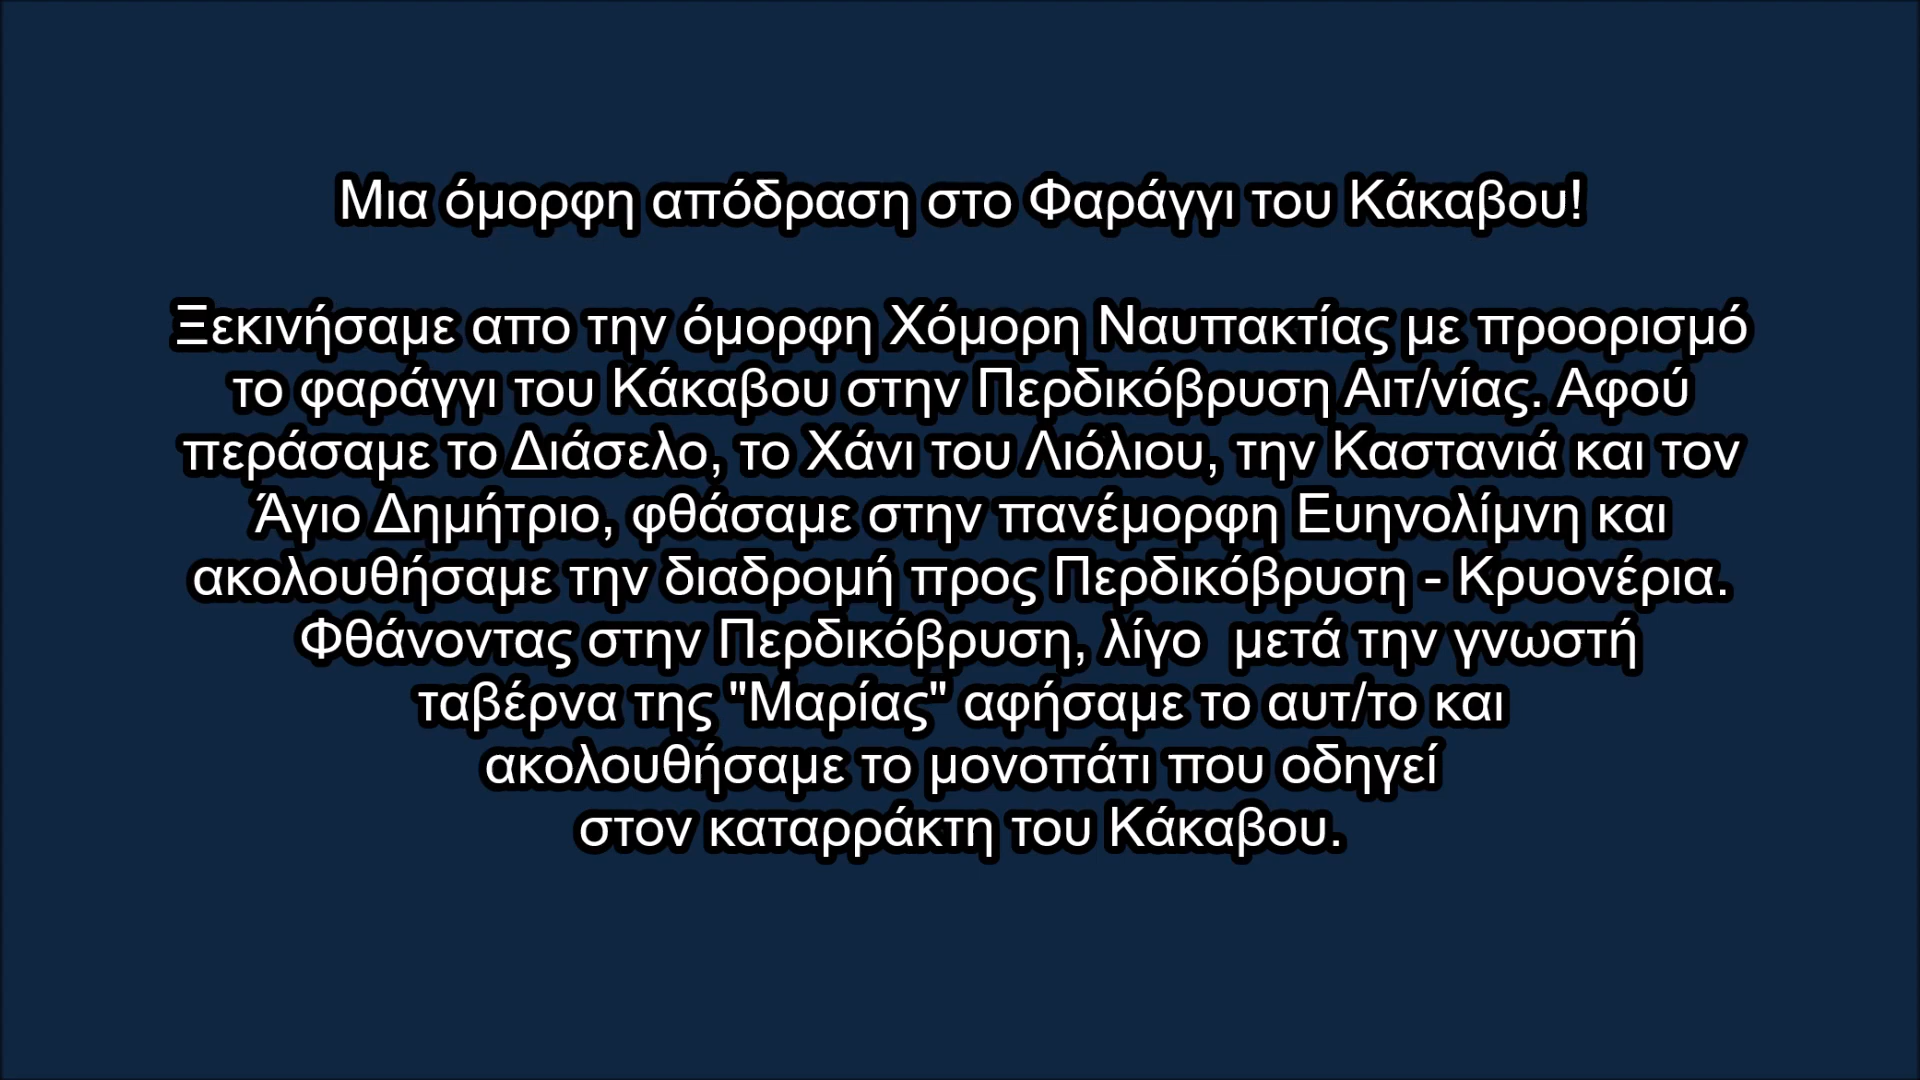 Μια όμορφη απόδραση στο Φαράγγι του Κάκαβου!
Ξεκινήσαμε απο την όμορφη Χόμορη Ναυπακτίας με προορισμό
το φαράγγι του Κάκαβου στην Περδικόβρυση Αιτ/νίας. Αφού
περάσαμε το Διάσελο, το Χάνι του Λιόλιου, την Καστανιά και τον
Άγιο Δημήτριο, φθάσαμε στην πανέμορφη Ευηνολίμνη και
ακολουθήσαμε την διαδρομή προς Περδικόβρυση - Κρυονέρια.
Φθάνοντας στην Περδικόβρυση, λίγο  μετά την γνωστή
ταβέρνα της "Μαρίας" αφήσαμε το αυτ/το και
ακολουθήσαμε το μονοπάτι που οδηγεί
στον καταρράκτη του Κάκαβου.